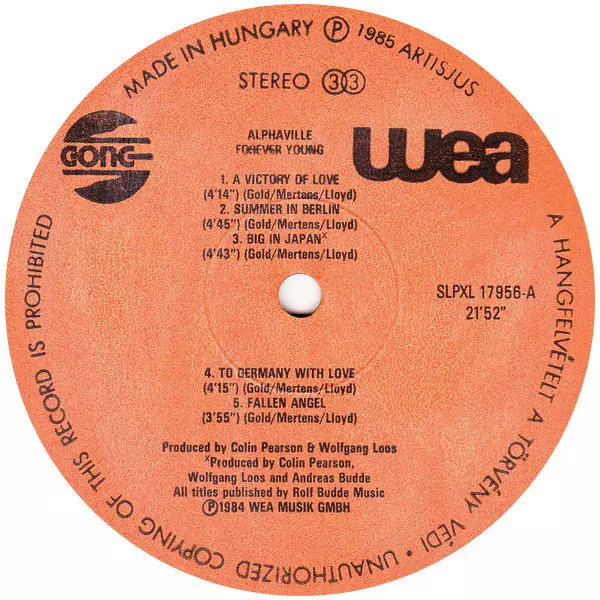 MADE IN HUNGARY Ⓟ 1985 ARTISJUS
STEREO 33
GONG
wea
ALPHAVILLE
FOREVER YOUNG
1. A VICTORY OF LOVE
(4'14") (Gold/Mertens/Lloyd)
2. SUMMER IN BERLIN
(4'45") (Gold/Mertens/Lloyd)
3. BIG IN JAPANˣ
(4'43") (Gold/Mertens/Lloyd)
SLPXL 17956-A
21'52"
4. TO GERMANY WITH LOVE
(4'15") (Gold/Mertens/Lloyd)
5. FALLEN ANGEL
(3'55") (Gold/Mertens/Lloyd)
Produced by Colin Pearson & Wolfgang Loos
ˣProduced by Colin Pearson,
Wolfgang Loos and Andreas Budde
All titles published by Rolf Budde Music
Ⓟ1984 WEA MUSIK GMBH
A HANGFELVÉTELT A TÖRVÉNY VÉDI · UNAUTHORIZED COPYING OF THIS RECORD IS PROHIBITED